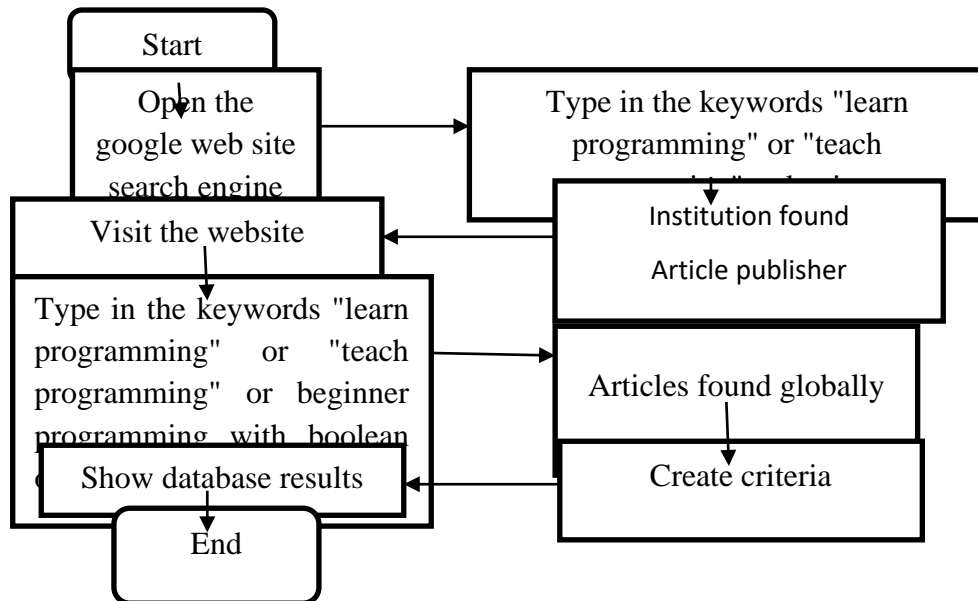 Start
Open the
google web site
search engine
Type in the keywords "learn
programming" or "teach
Institution found
Article publisher
Visit the website
Type in the keywords "learn
programming" or "teach
programming" or beginner
programming with boolean
Articles found globally
Create criteria
Show database results
End